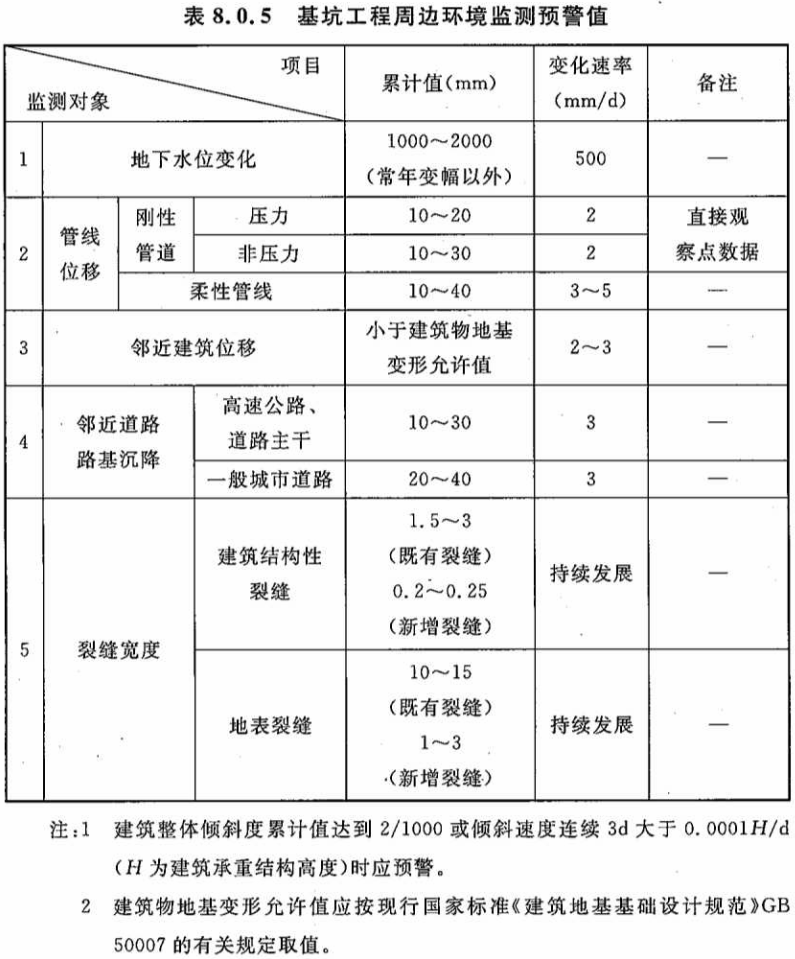 表 8.0.5 基坑工程周边环境监测预警值
项目
监测对象
累计值(mm)
变化速率
(mm/d)
备注
1
地下水位变化
1000～2000
(常年变幅以外)
500
—
2
管线
位移
刚性
管道
压力
10～20
2
直接观
察点数据
非压力
10～30
2
柔性管线
10～40
3～5
—
3
邻近建筑位移
小于建筑物地基
变形允许值
2～3
—
4
邻近道路
路基沉降
高速公路、
道路主干
10～30
3
—
一般城市道路
20～40
3
—
5
裂缝宽度
建筑结构性
裂缝
1.5～3
(既有裂缝)
0.2～0.25
(新增裂缝)
持续发展
—
地表裂缝
10～15
(既有裂缝)
1～3
(新增裂缝)
持续发展
—
注:1 建筑整体倾斜度累计值达到 2/1000 或倾斜速度连续 3d 大于 0.0001H/d
(H 为建筑承重结构高度)时应预警。
2 建筑物地基变形允许值应按现行国家标准《建筑地基基础设计规范》GB
50007 的有关规定取值。